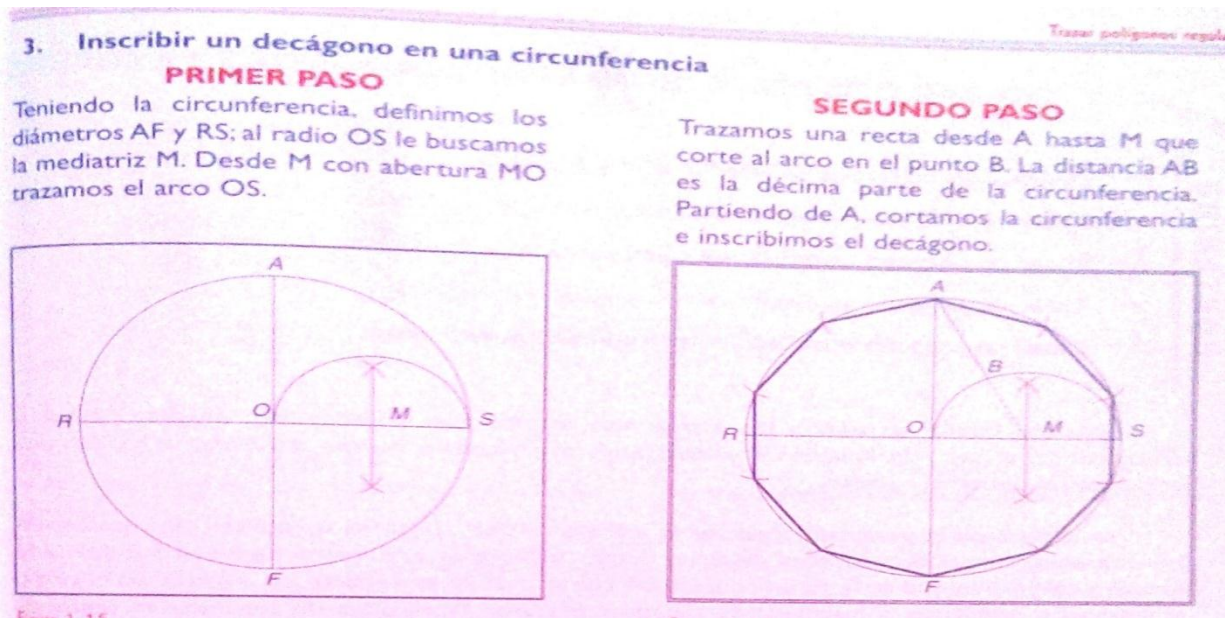 Trazar polígonos
3. Inscribir un decágono en una circunferencia
PRIMER PASO
Teniendo la circunferencia, definimos los
diámetros AF y RS; al radio OS le buscamos
la mediatriz M. Desde M con abertura MO
trazamos el arco OS.
SEGUNDO PASO
Trazamos una recta desde A hasta M que
corte al arco en el punto B. La distancia AB
es la décima parte de la circunferencia.
Partiendo de A, cortamos la circunferencia
e inscribimos el decágono.
A
O
M
R
S
F
A
B
O
M
R
S
F